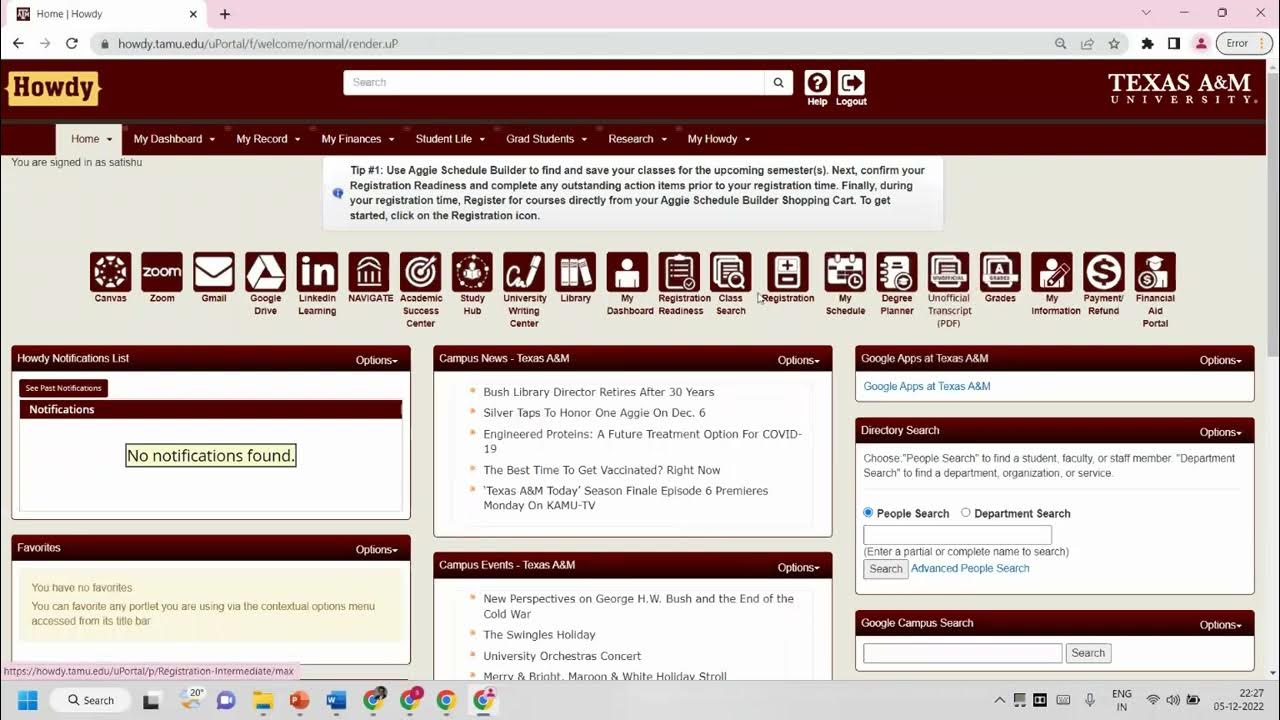 Home | Howdy
howdy.tamu.edu/uPortal/f/welcome/normal/render.uP
Error
Howdy
Search
Help
Logout
TEXAS A&M
UNIVERSITY.
Home
My Dashboard
My Record
My Finances
Student Life
Grad Students
Research
My Howdy
You are signed in as satishu
Tip #1: Use Aggie Schedule Builder to find and save your classes for the upcoming semester(s). Next, confirm your
Registration Readiness and complete any outstanding action items prior to your registration time. Finally, during
your registration time, Register for courses directly from your Aggie Schedule Builder Shopping Cart. To get
started, click on the Registration icon.
zoom
in
UNOFFICIAL
GRADES
Canvas
Zoom
Gmail
Google
Drive
LinkedIn
Learning
NAVIGATE
Academic
Success
Center
Study
Hub
University
Writing
Center
Library
My
Dashboard
Registration
Readiness
Class
Search
Registration
My
Schedule
Degree
Planner
Unofficial
Transcript
(PDF)
Grades
My
Information
Payment/
Refund
Financial
Aid
Portal
Howdy Notifications List
Options
See Past Notifications
Notifications
No notifications found.
Favorites
Options
You have no favorites
You can favorite any portlet you are using via the contextual options menu
accessed from its title bar
Campus News - Texas A&M
Options
Bush Library Director Retires After 30 Years
Silver Taps To Honor One Aggie On Dec. 6
Engineered Proteins: A Future Treatment Option For COVID-
19
The Best Time To Get Vaccinated? Right Now
‘Texas A&M Today’ Season Finale Episode 6 Premieres
Monday On KAMU-TV
Campus Events - Texas A&M
Options
New Perspectives on George H.W. Bush and the End of the
Cold War
The Swingles Holiday
University Orchestras Concert
Merry & Bright, Maroon & White Holiday Stroll
Google Apps at Texas A&M
Options
Google Apps at Texas A&M
Directory Search
Options
Choose:"People Search" to find a student, faculty, or staff member. "Department
Search" to find a department, organization, or service.
People Search
Department Search
(Enter a partial or complete name to search)
Search
Advanced People Search
Google Campus Search
Options
Search
https://howdy.tamu.edu/uPortal/p/Registration-Intermediate/max
Search
20°
ENG
IN
22:27
05-12-2022